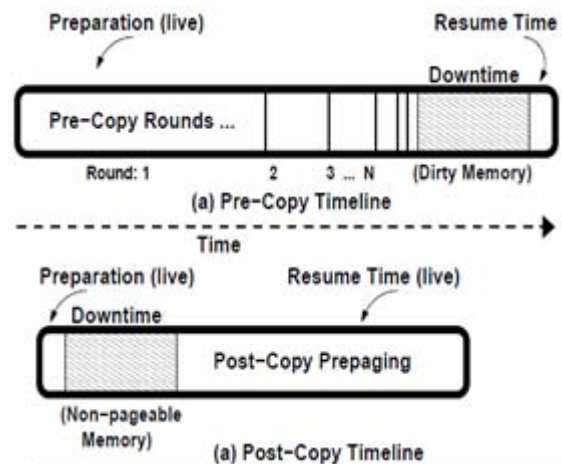 Preparation (live)
Resume Time
Downtime
Pre-Copy Rounds ...
Round: 1 2 3 ... N (Dirty Memory)
(a) Pre-Copy Timeline
Time
Preparation (live)
Resume Time (live)
Downtime
Post-Copy Prepaging
(Non-pageable
Memory)
(a) Post-Copy Timeline